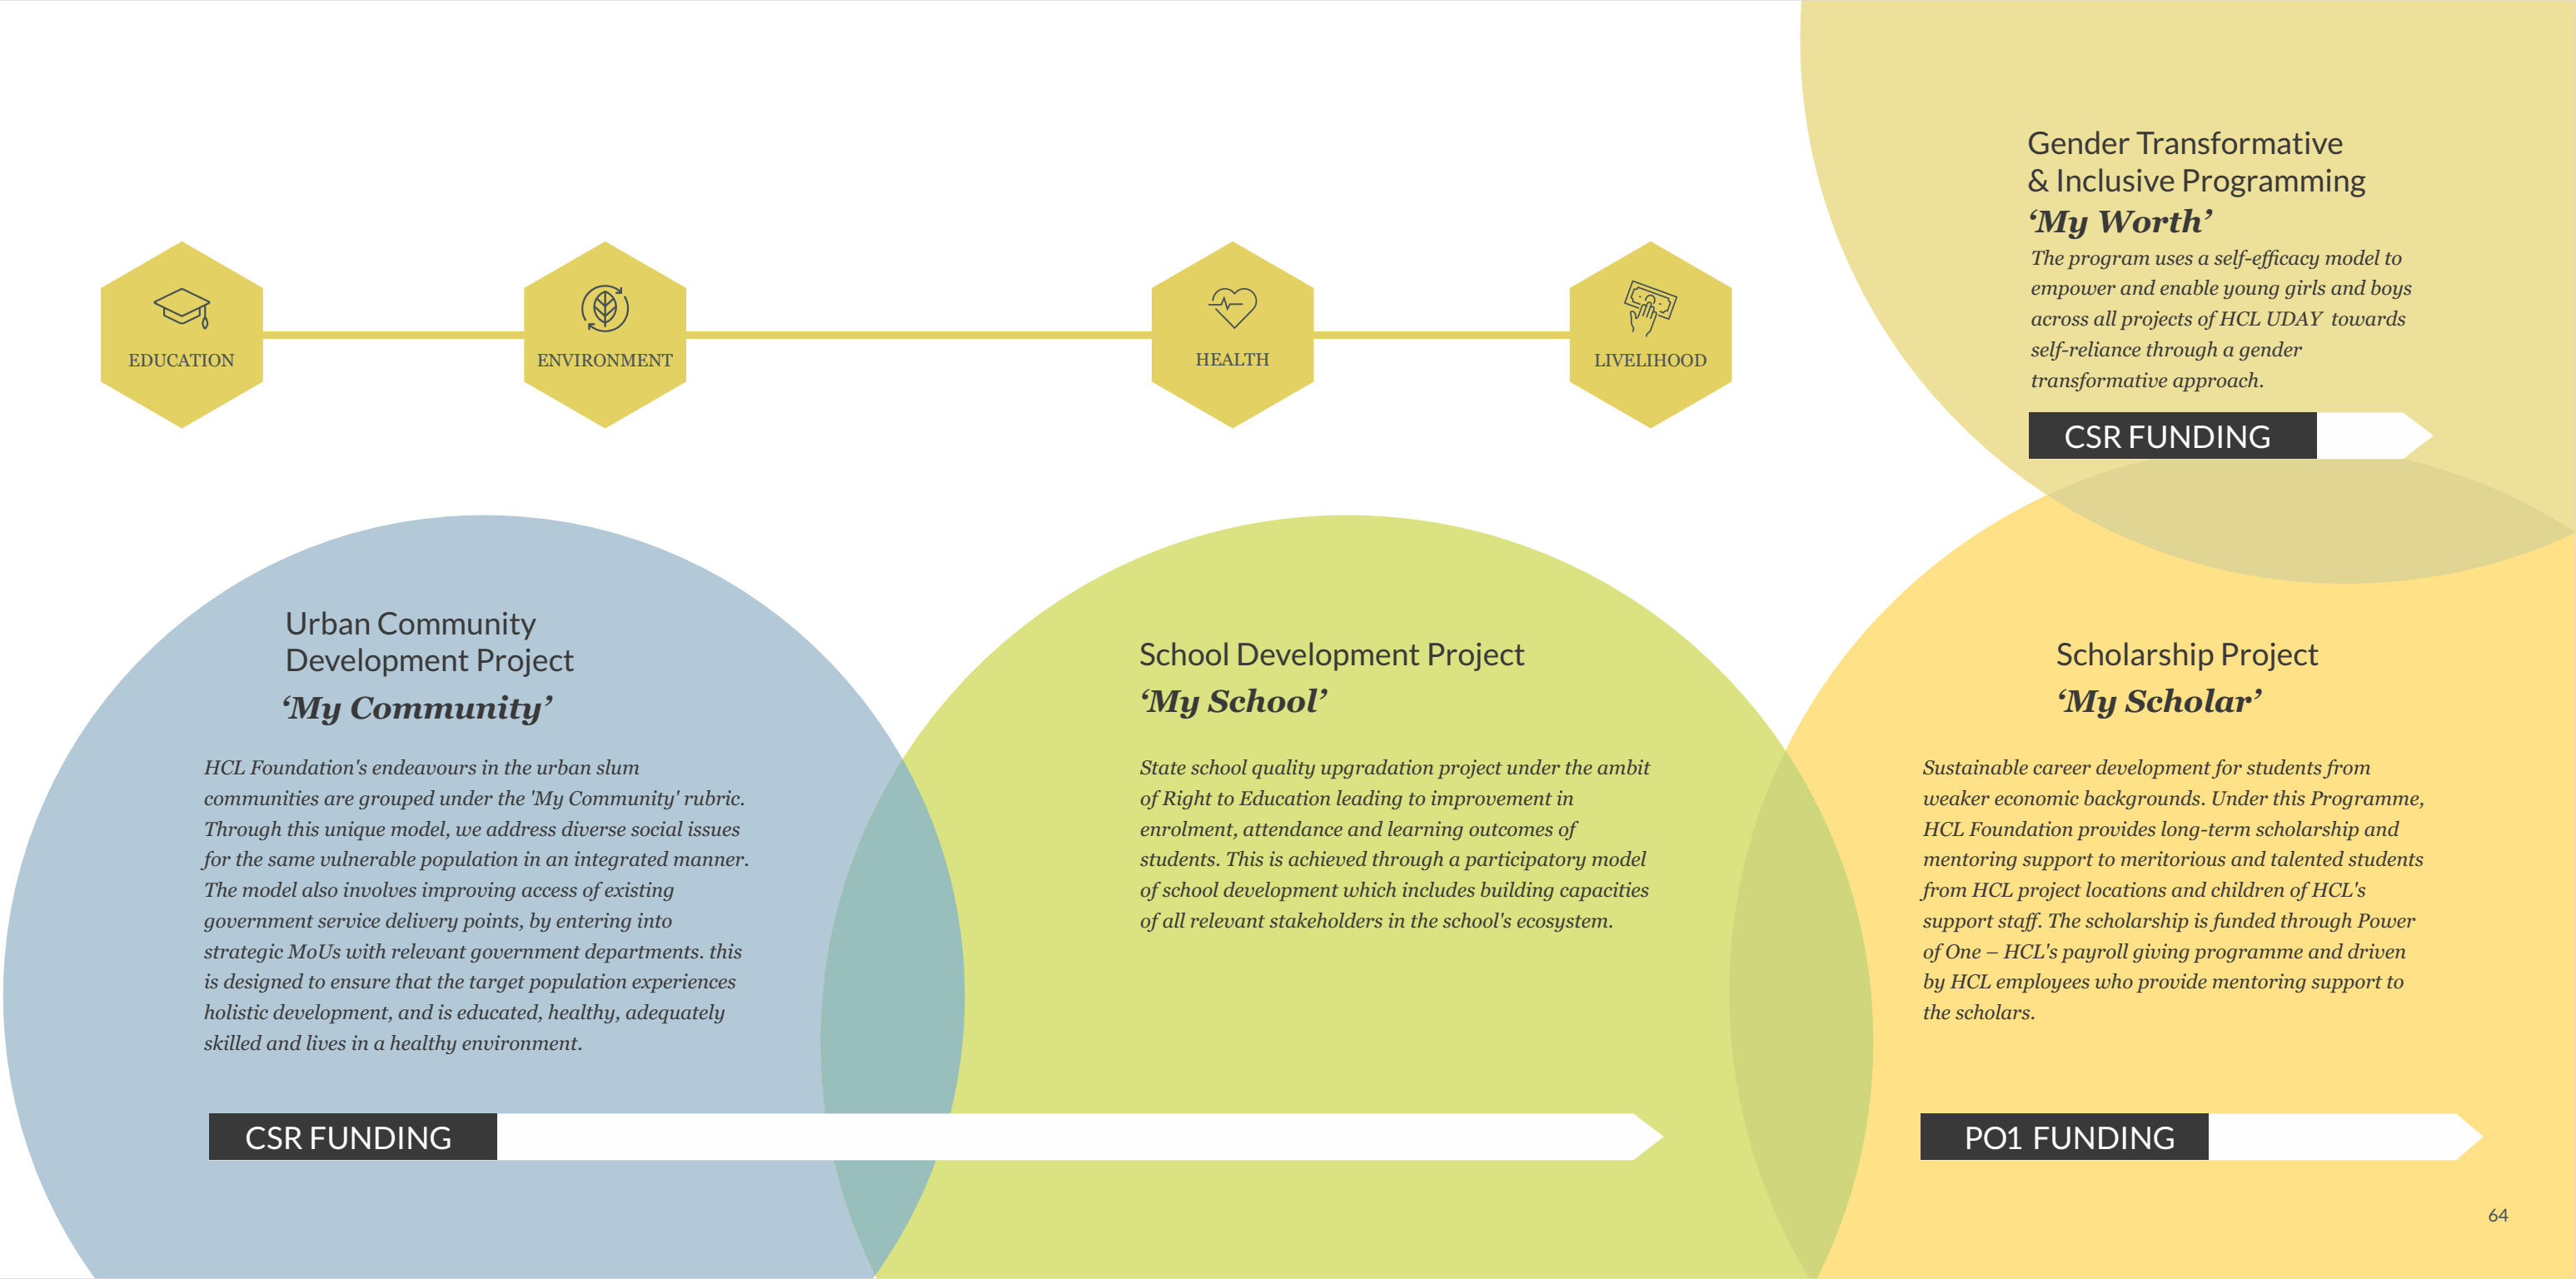 EDUCATION
ENVIRONMENT
HEALTH
LIVELIHOOD
Gender Transformative
& Inclusive Programming
‘My Worth’
The program uses a self-efficacy model to
empower and enable young girls and boys
across all projects of HCL UDAY towards
self-reliance through a gender
transformative approach.
CSR FUNDING
Urban Community
Development Project
‘My Community’
HCL Foundation's endeavours in the urban slum
communities are grouped under the 'My Community' rubric.
Through this unique model, we address diverse social issues
for the same vulnerable population in an integrated manner.
The model also involves improving access of existing
government service delivery points, by entering into
strategic MoUs with relevant government departments. this
is designed to ensure that the target population experiences
holistic development, and is educated, healthy, adequately
skilled and lives in a healthy environment.
CSR FUNDING
School Development Project
‘My School’
State school quality upgradation project under the ambit
of Right to Education leading to improvement in
enrolment, attendance and learning outcomes of
students. This is achieved through a participatory model
of school development which includes building capacities
of all relevant stakeholders in the school's ecosystem.
Scholarship Project
‘My Scholar’
Sustainable career development for students from
weaker economic backgrounds. Under this Programme,
HCL Foundation provides long-term scholarship and
mentoring support to meritorious and talented students
from HCL project locations and children of HCL's
support staff. The scholarship is funded through Power
of One – HCL's payroll giving programme and driven
by HCL employees who provide mentoring support to
the scholars.
PO1 FUNDING
64